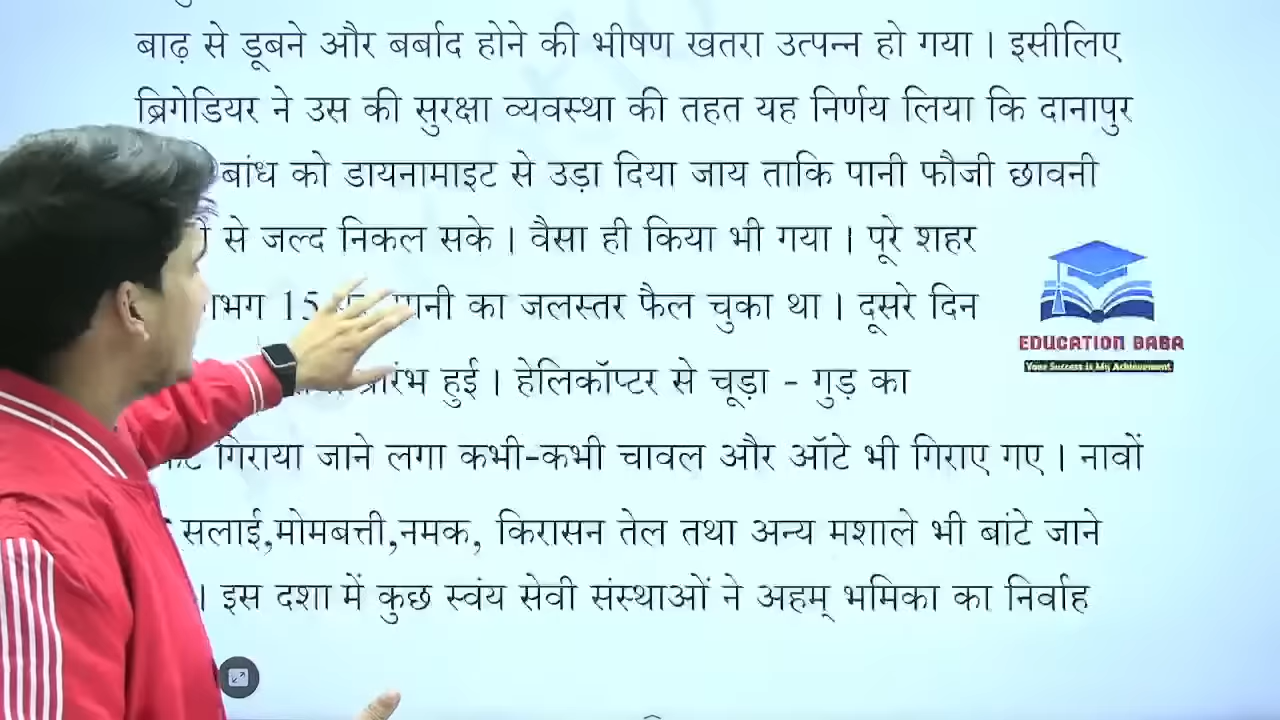 बाढ़ से डूबने और बर्बाद होने की भीषण खतरा उत्पन्न हो गया । इसीलिए
ब्रिगेडियर ने उस की सुरक्षा व्यवस्था की तहत यह निर्णय लिया कि दानापुर
बांध को डायनामाइट से उड़ा दिया जाय ताकि पानी फौजी छावनी
से जल्द निकल सके । वैसा ही किया भी गया । पूरे शहर
15 का जलस्तर फैल चुका था । दूसरे दिन
हुई । हेलिकॉप्टर से चूड़ा - गुड़ का
गिराया जाने लगा कभी-कभी चावल और ऑटे भी गिराए गए । नावों
सलाई,मोमबत्ती,नमक, किरासन तेल तथा अन्य मशाले भी बांटे जाने
। इस दशा में कुछ स्वंय सेवी संस्थाओं ने अहम् भमिका का निर्वाह
EDUCATION BABA
Your Success is My Achievement